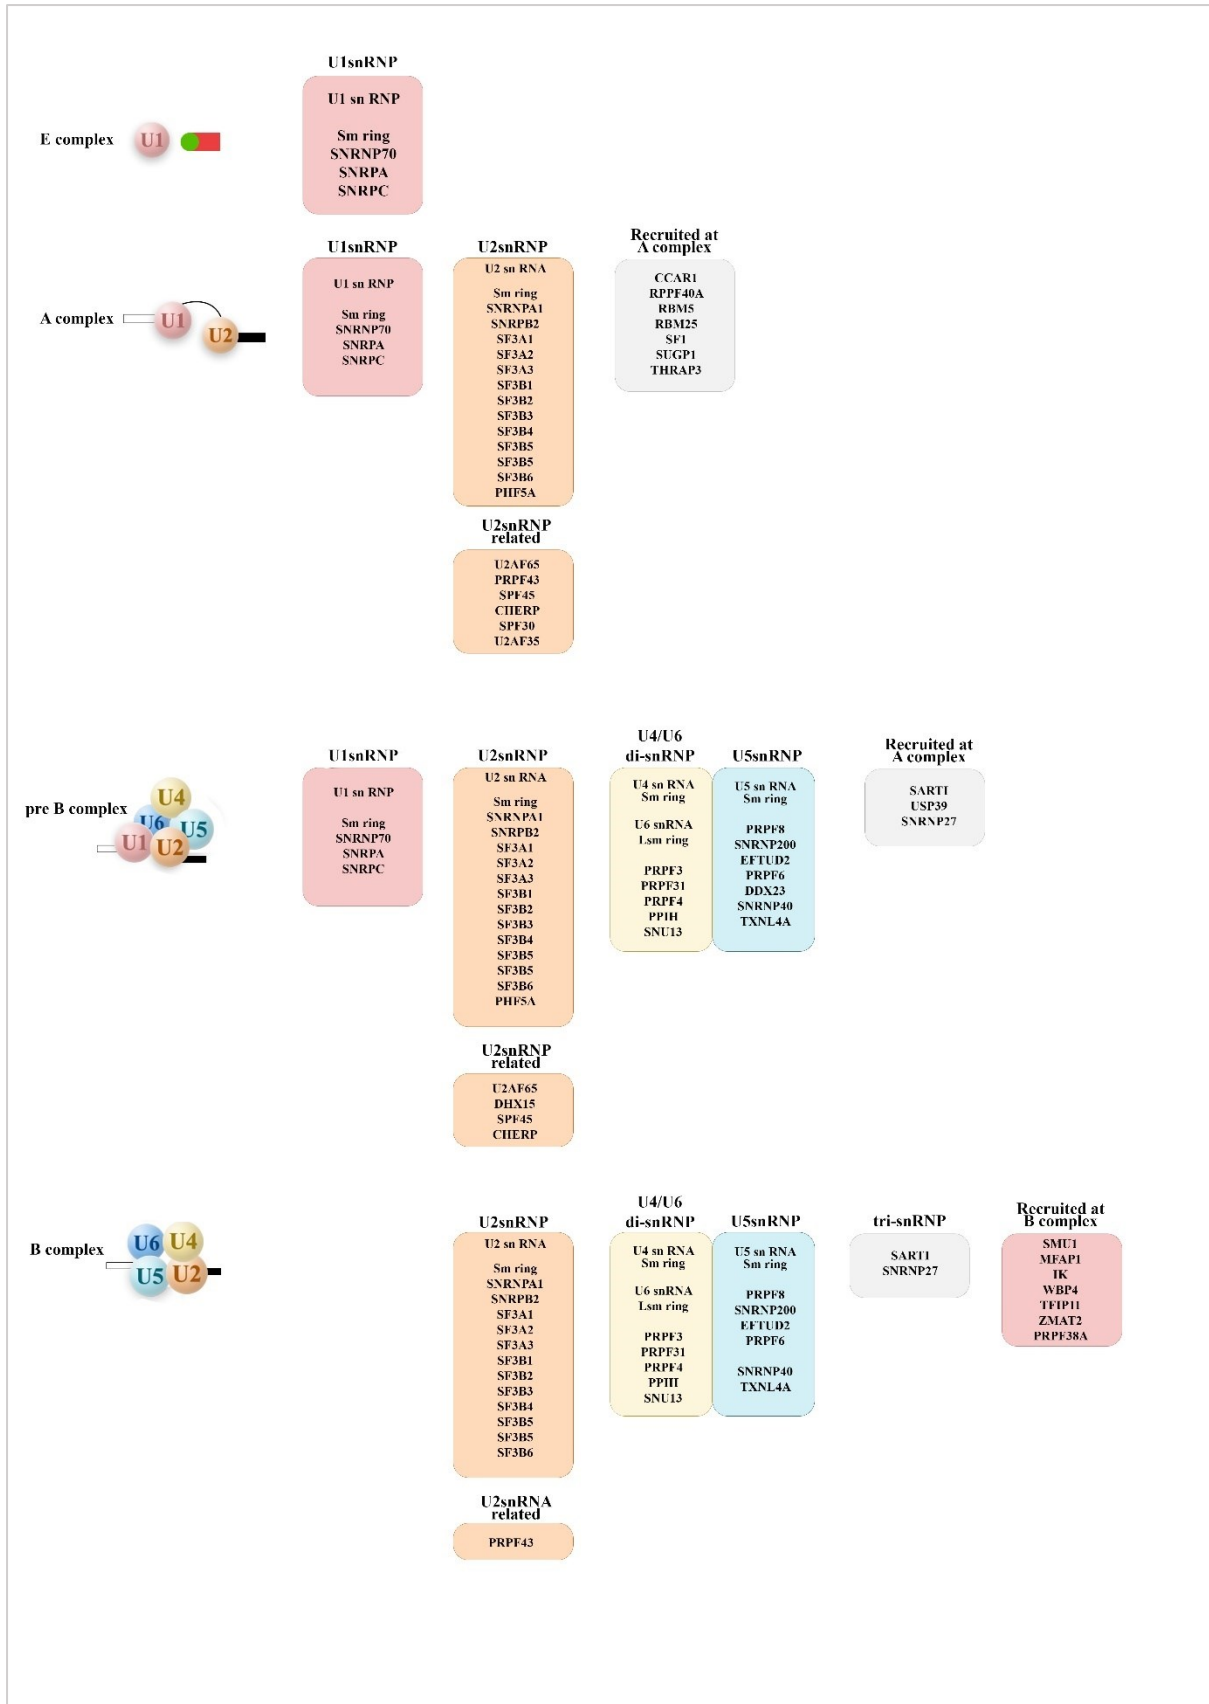 U1snRNP
U1 sn RNP
Sm ring
SNRNP70
SNRPA
SNRPC
E complex
U1
U1snRNP
U1 sn RNP
Sm ring
SNRNP70
SNRPA
SNRPC
U2snRNP
U2 sn RNA
Sm ring
SNRNPA1
SNRPB2
SF3A1
SF3A2
SF3A3
SF3B1
SF3B2
SF3B3
SF3B4
SF3B5
SF3B5
SF3B6
PHF5A
Recruited at
A complex
CCAR1
RPPF40A
RBM5
RBM25
SF1
SUGP1
THRAP3
A complex
U1
U2
U2snRNP
related
U2AF65
PRPF43
SPF45
CHERP
SPF30
U2AF35
pre B complex
U4
U6
U5
U1
U2
U1snRNP
U1 sn RNP
Sm ring
SNRNP70
SNRPA
SNRPC
U2snRNP
U2 sn RNA
Sm ring
SNRNPA1
SNRPB2
SF3A1
SF3A2
SF3A3
SF3B1
SF3B2
SF3B3
SF3B4
SF3B5
SF3B5
SF3B6
PHF5A
U4/U6
di-snRNP
U4 sn RNA
Sm ring
U6 snRNA
Lsm ring
PRPF3
PRPF31
PRPF4
PPIH
SNU13
U5snRNP
U5 sn RNA
Sm ring
PRPF8
SNRNP200
EFTUD2
PRPF6
DDX23
SNRNP40
TXNL4A
Recruited at
A complex
SART1
USP39
SNRNP27
U2snRNP
related
U2AF65
DHX15
SPF45
CHERP
B complex
U6
U4
U5
U2
U2snRNP
U2 sn RNA
Sm ring
SNRNPA1
SNRPB2
SF3A1
SF3A2
SF3A3
SF3B1
SF3B2
SF3B3
SF3B4
SF3B5
SF3B5
SF3B6
U4/U6
di-snRNP
U4 sn RNA
Sm ring
U6 snRNA
Lsm ring
PRPF3
PRPF31
PRPF4
PPIH
SNU13
U5snRNP
U5 sn RNA
Sm ring
PRPF8
SNRNP200
EFTUD2
PRPF6
SNRNP40
TXNL4A
tri-snRNP
SART1
SNRNP27
Recruited at
B complex
SMU1
MFAP1
IK
WBP4
TFIP11
ZMAT2
PRPF38A
U2snRNA
related
PRPF43